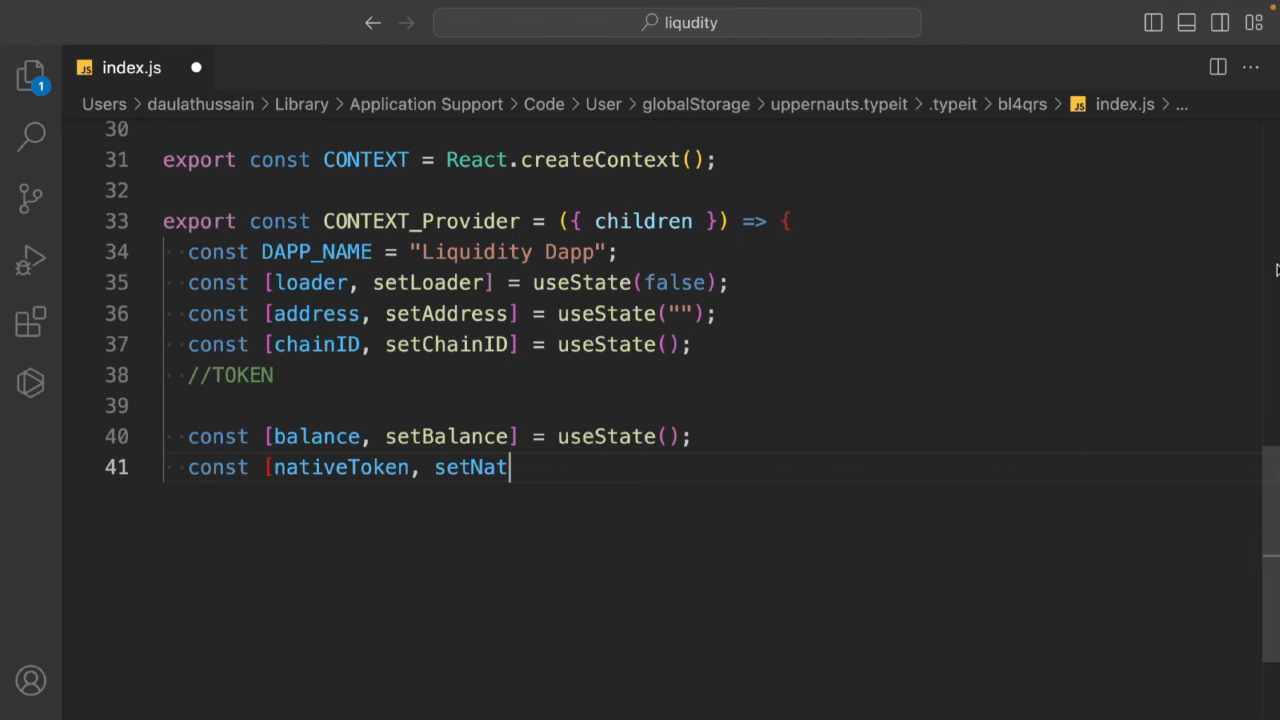 liqudity
index.js
1
Users > daulathussain > Library > Application Support > Code > User > globalStorage > uppernauts.typeit > .typeit > bl4qrs > JS index.js > ...
30
31 export const CONTEXT = React.createContext();
32
33 export const CONTEXT_Provider = ({ children }) => {
34 const DAPP_NAME = "Liquidity Dapp";
35 const [loader, setLoader] = useState(false);
36 const [address, setAddress] = useState("");
37 const [chainID, setChainID] = useState();
38 //TOKEN
39
40 const [balance, setBalance] = useState();
41 const [nativeToken, setNat